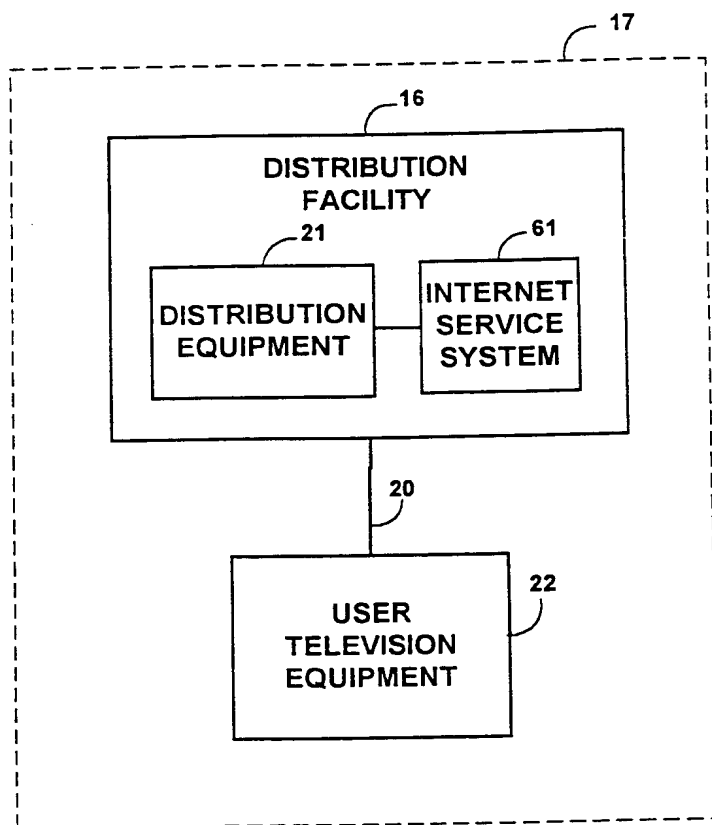 17
16
DISTRIBUTION
FACILITY
21
61
DISTRIBUTION
EQUIPMENT
INTERNET
SERVICE
SYSTEM
20
22
USER
TELEVISION
EQUIPMENT